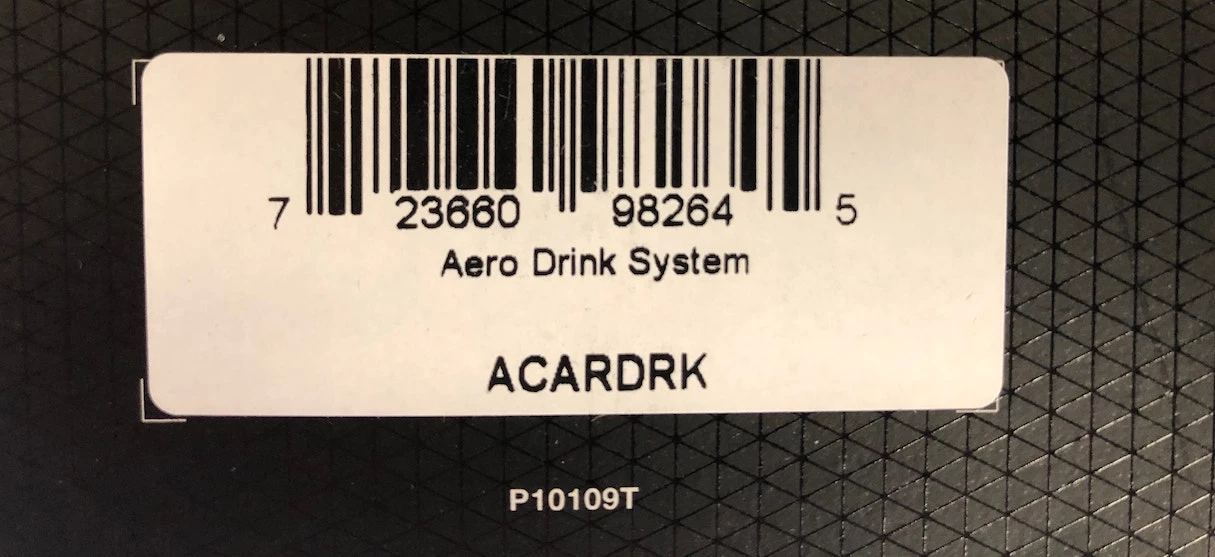 7 23660 98264 5
Aero Drink System
ACARDRK
P10109T